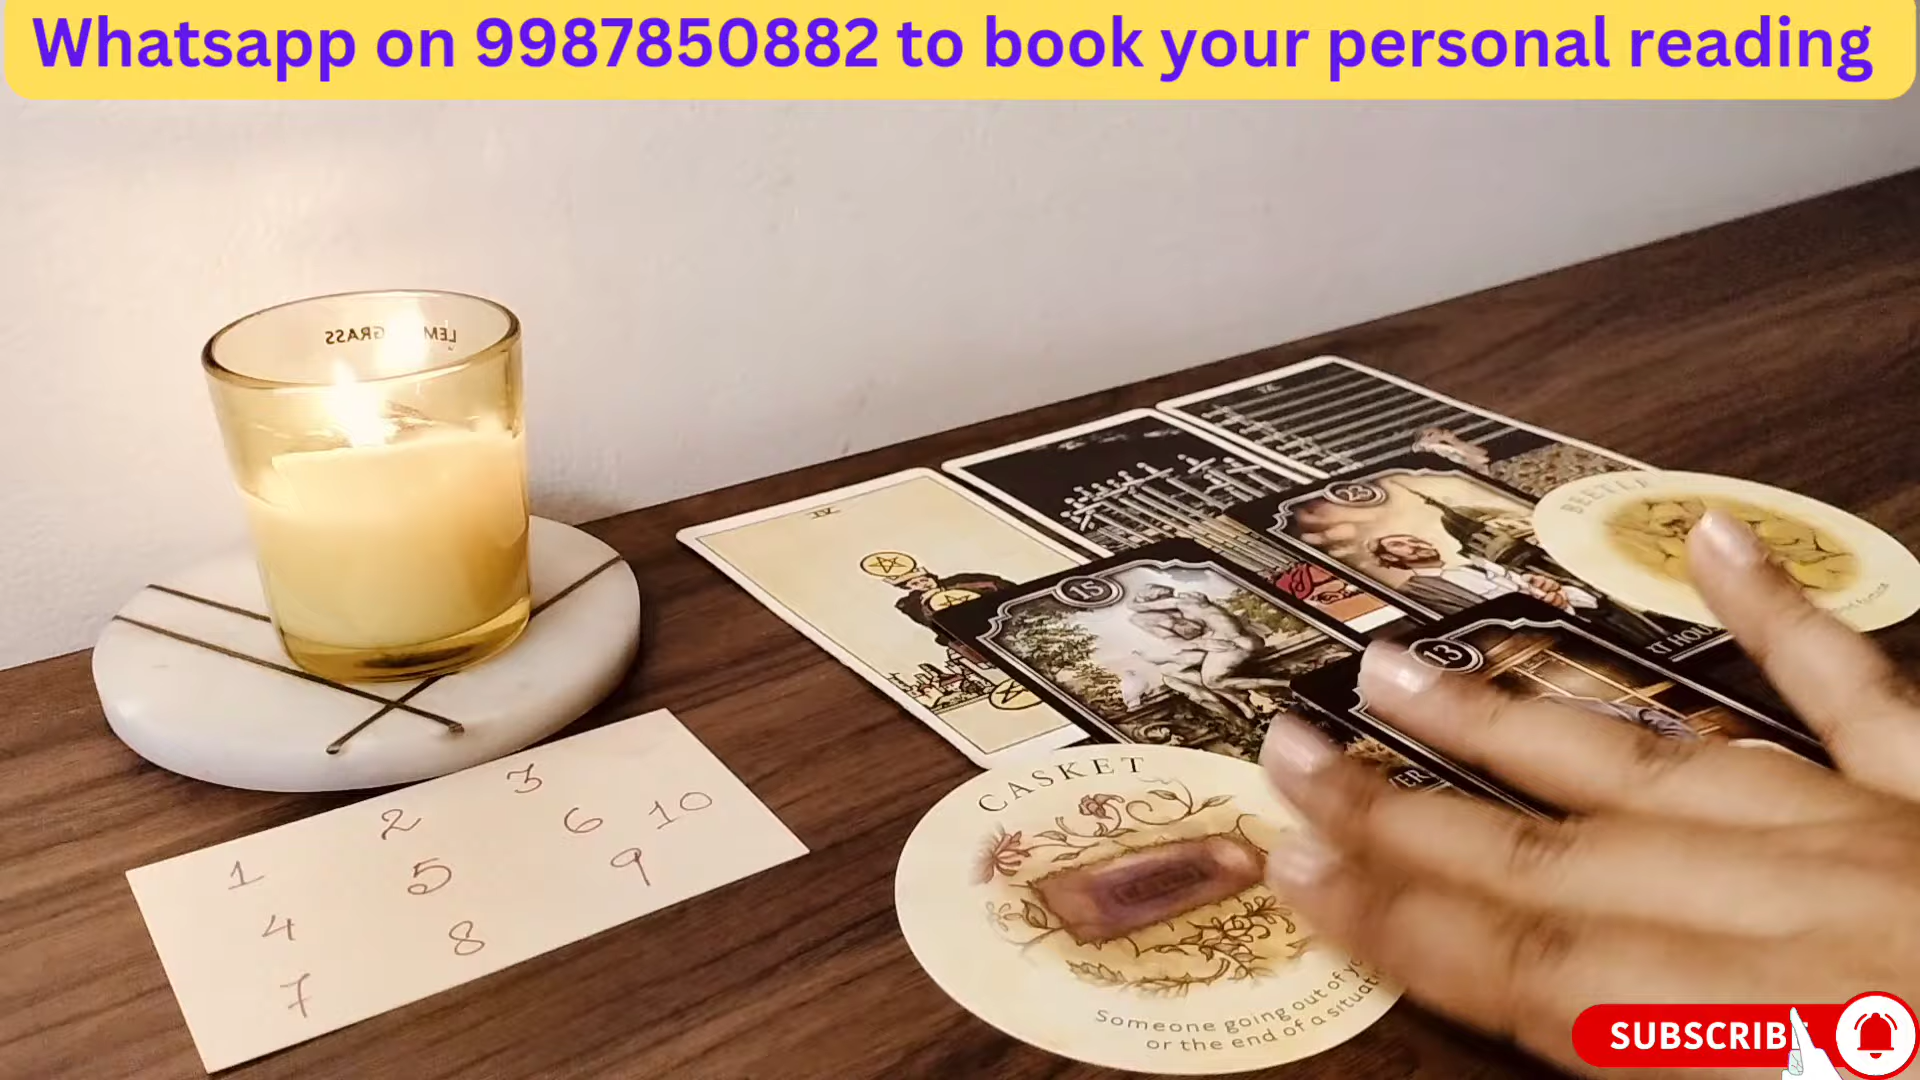 Whatsapp on 9987850882 to book your personal reading
15
23
13
BEETLE
CASKET
Someone going out of
or the end of a
3
2 6 10
1 5 9
4 8
7
SUBSCRIB